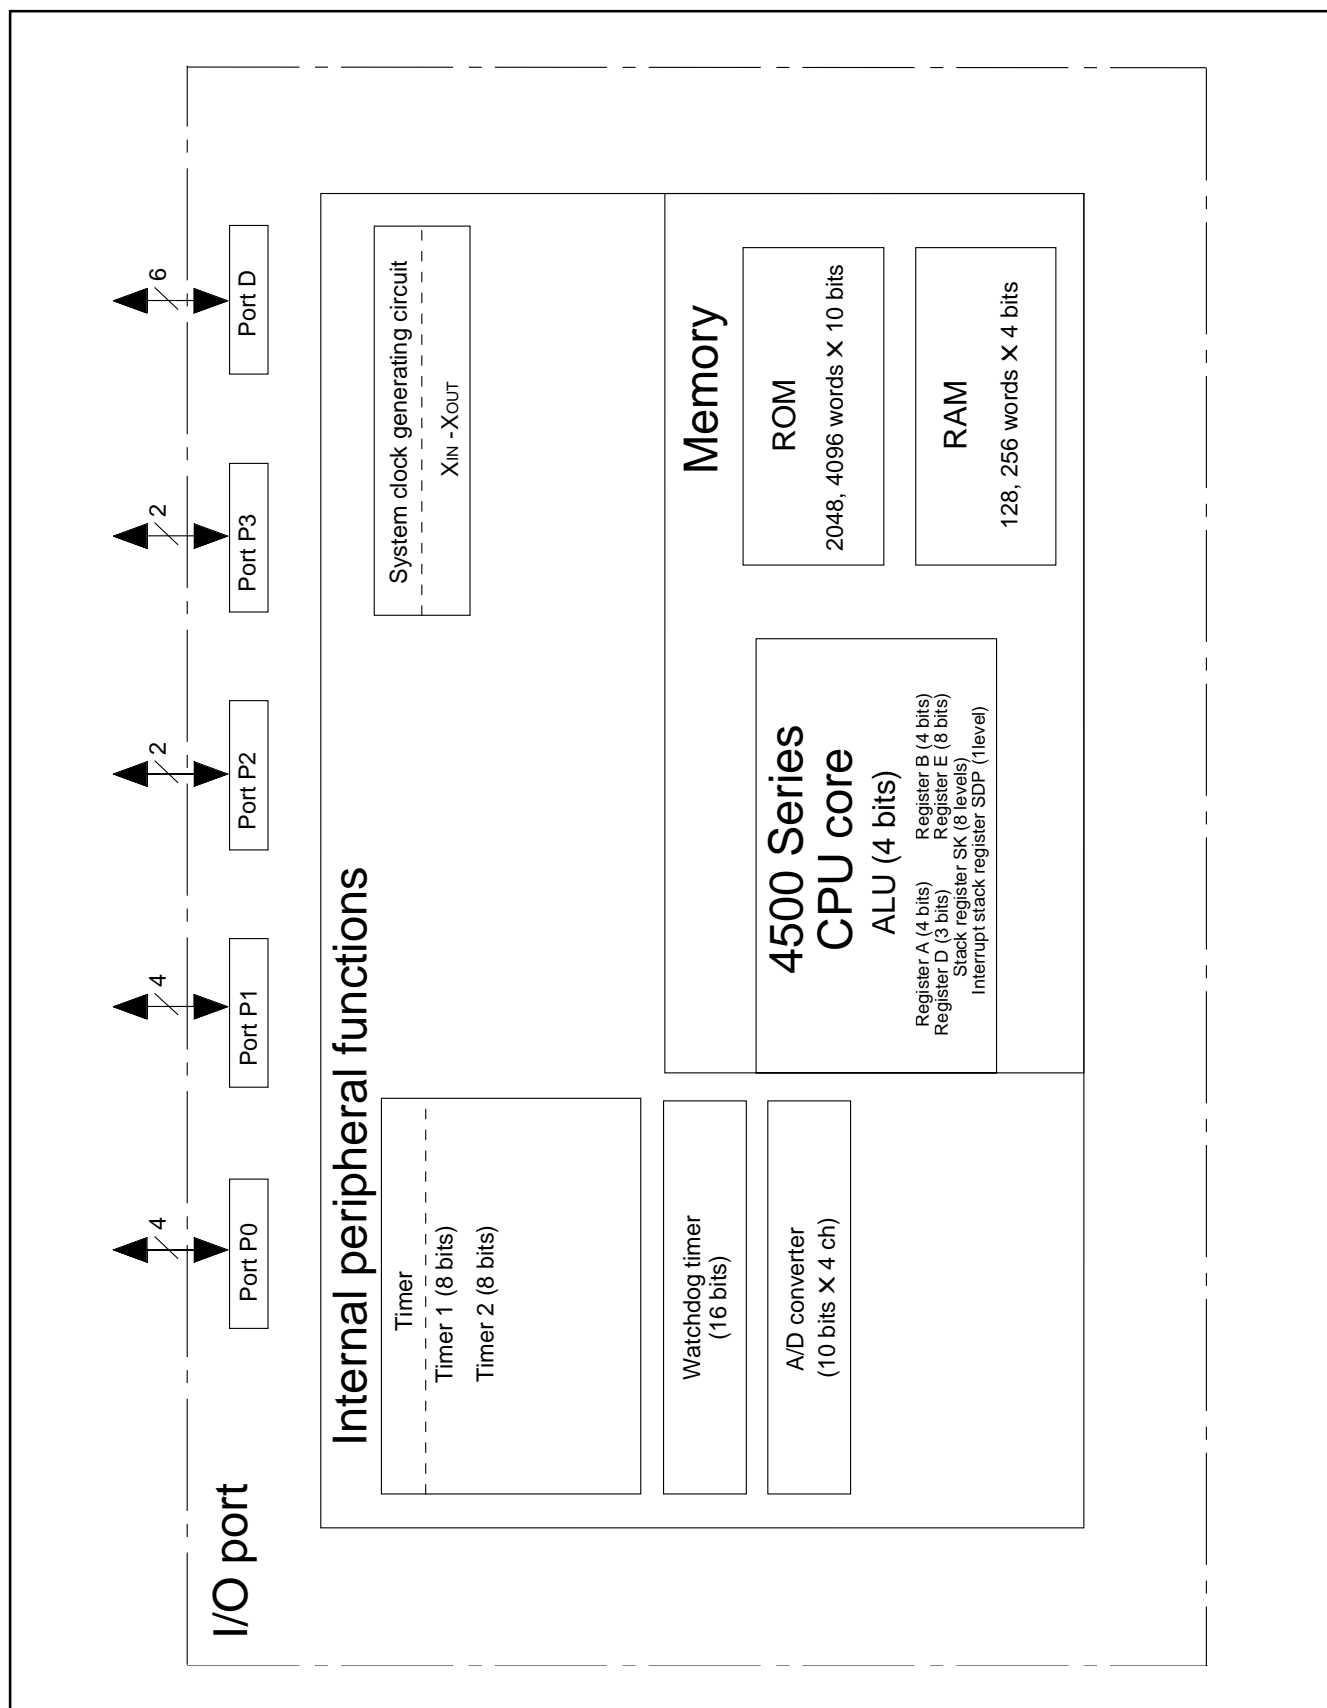 I/O port
4
4
2
2
6
Port P0
Port P1
Port P2
Port P3
Port D
Internal peripheral functions
Timer
Timer 1 (8 bits)
Timer 2 (8 bits)
System clock generating circuit
XIN -XOUT
Watchdog timer
(16 bits)
A/D converter
(10 bits X 4 ch)
4500 Series
CPU core
ALU (4 bits)
Register A (4 bits) Register B (4 bits)
Register D (3 bits) Register E (8 bits)
Stack register SK (8 levels)
Interrupt stack register SDP (1level)
Memory
ROM
2048, 4096 words X 10 bits
RAM
128, 256 words X 4 bits